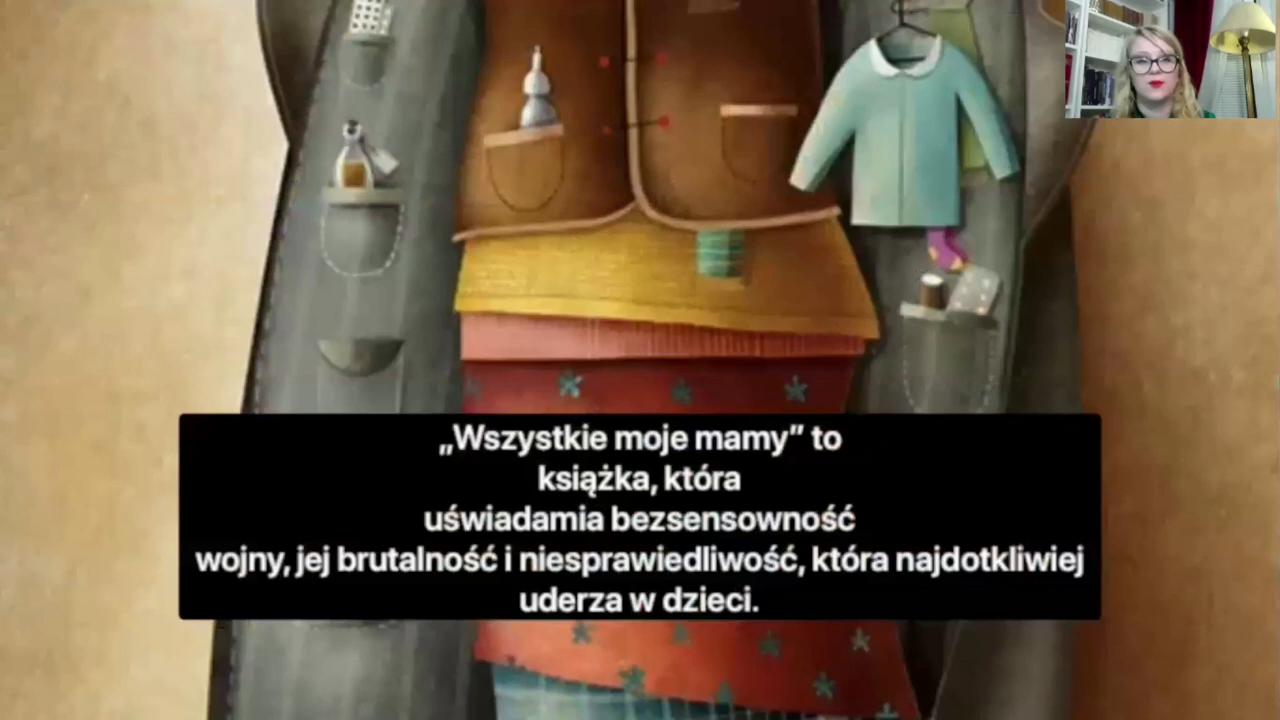 „Wszystkie moje mamy” to
książka, która
uświadamia bezsensowność
wojny, jej brutalność i niesprawiedliwość, która najdotkliwiej
uderza w dzieci.